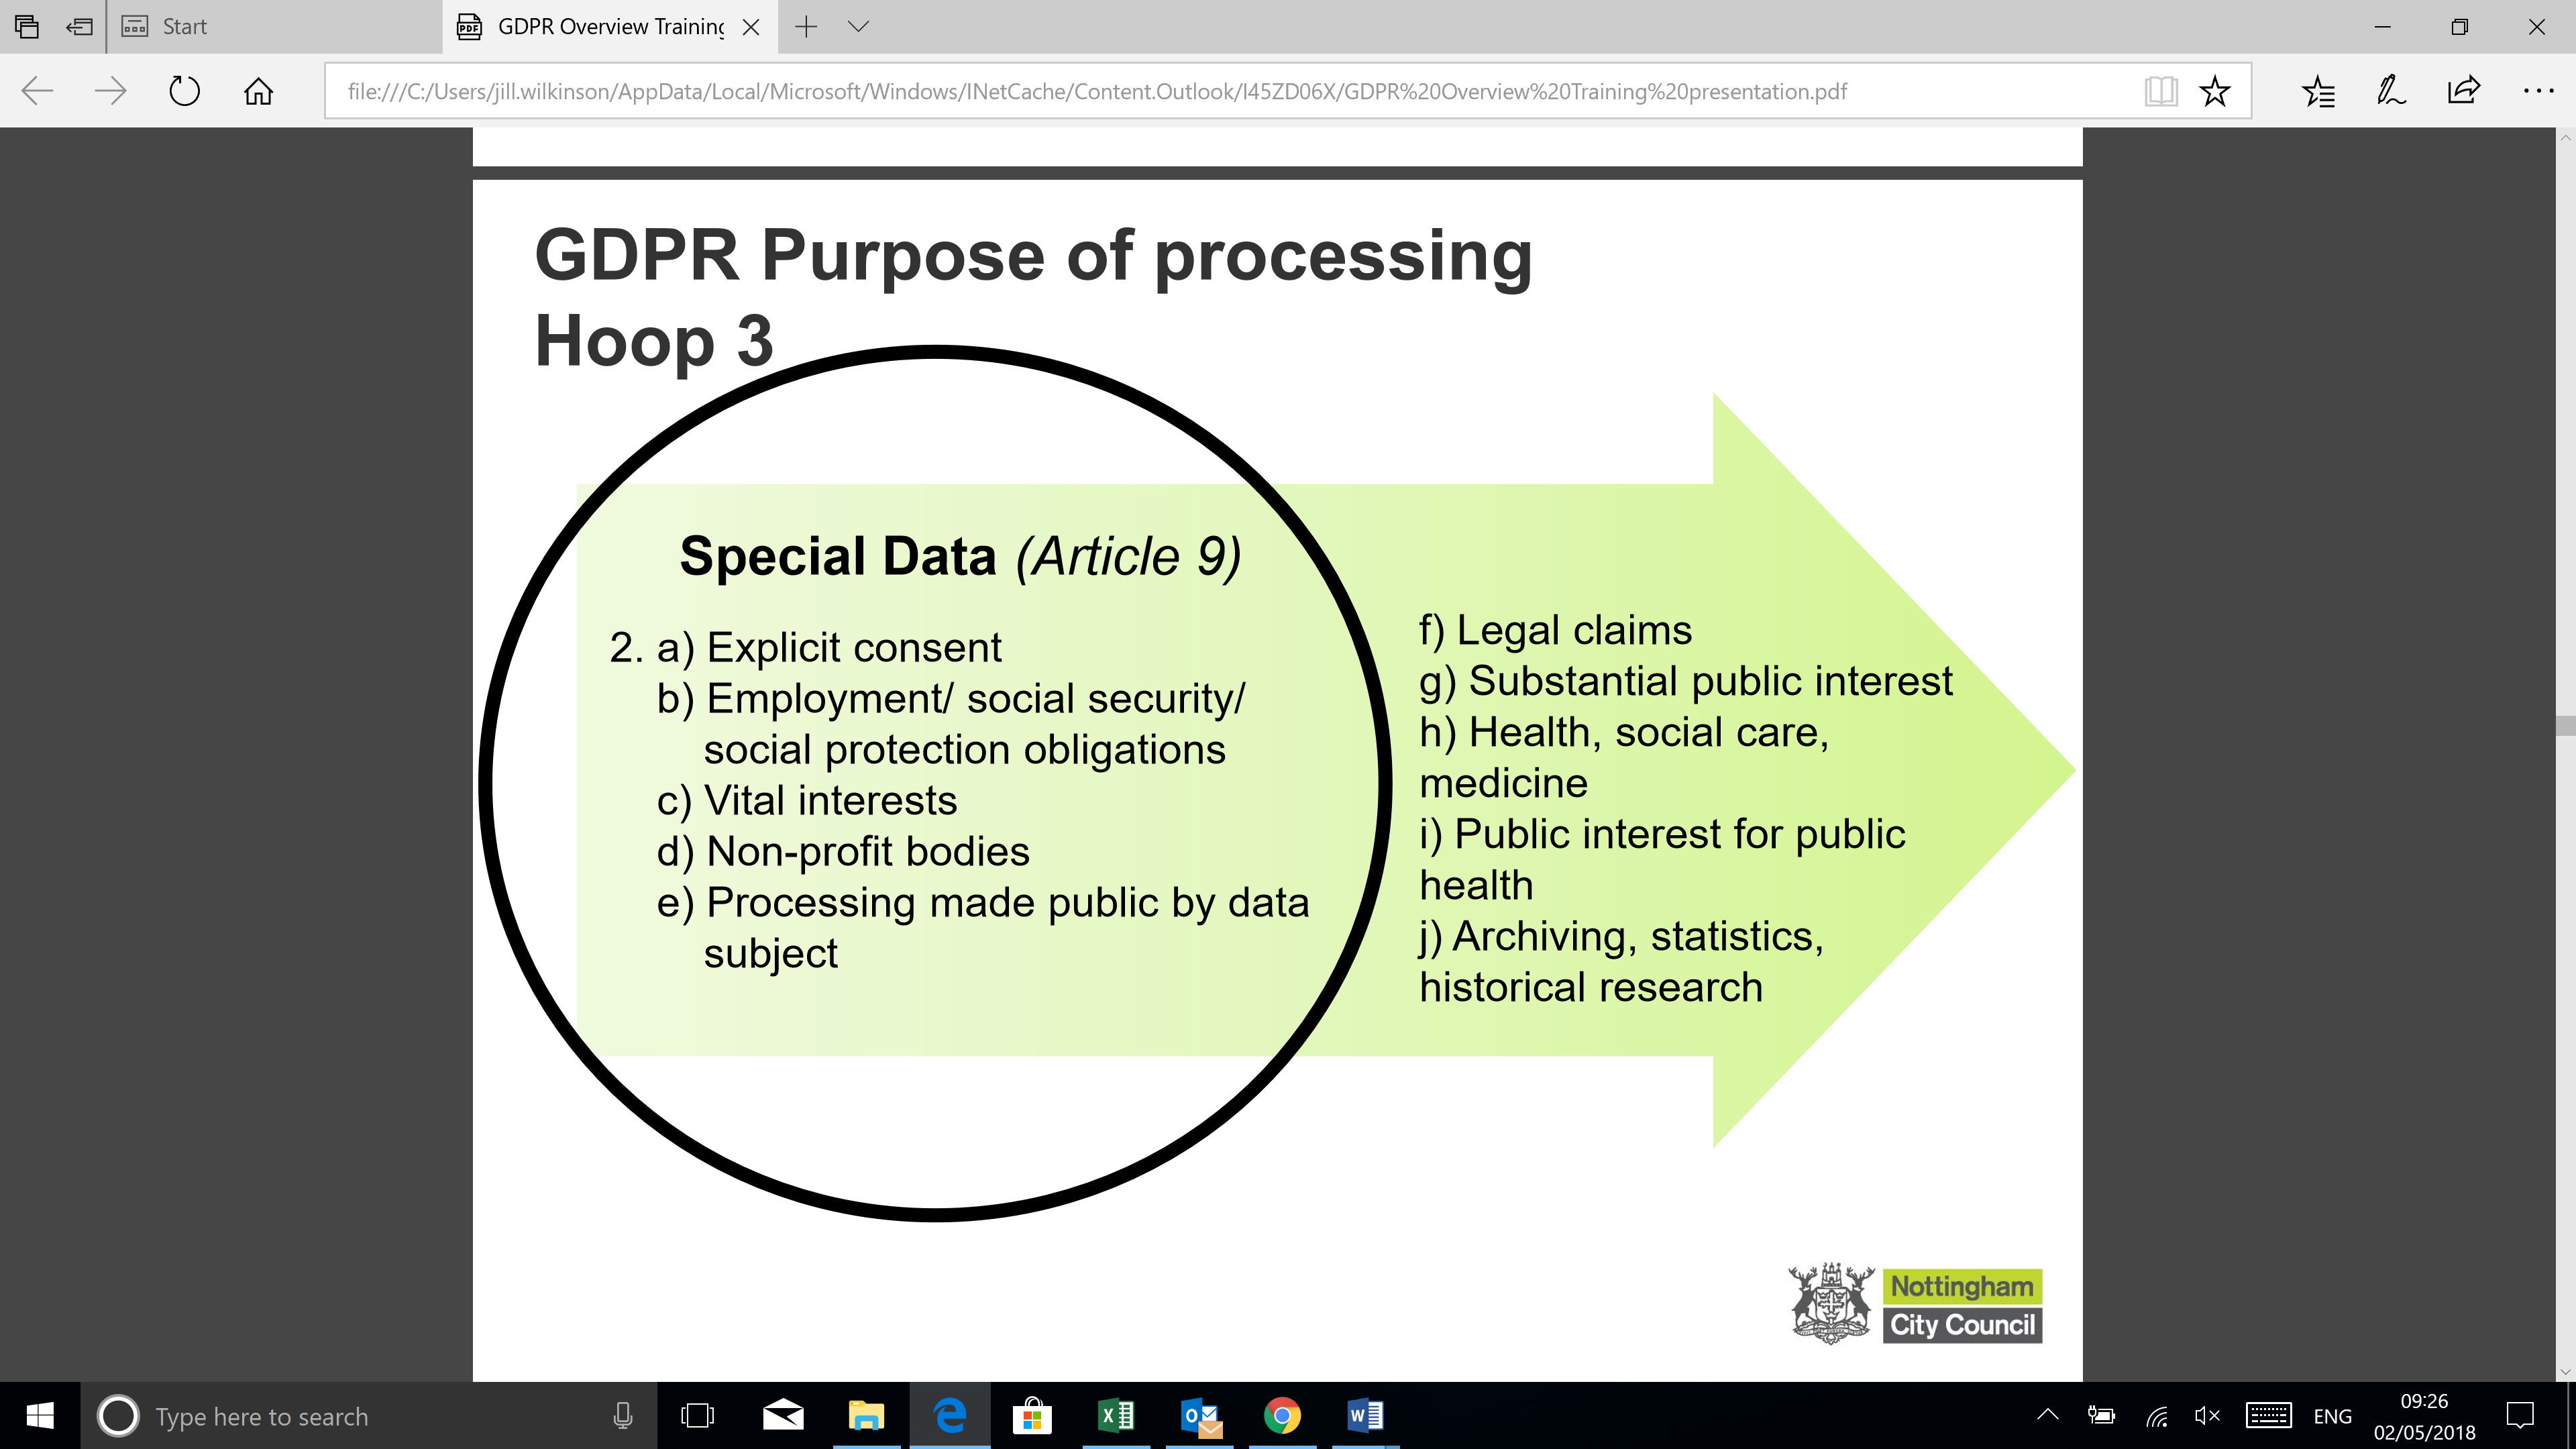 Start
GDPR Overview Training
file:///C:/Users/jill.wilkinson/AppData/Local/Microsoft/Windows/INetCache/Content.Outlook/I45ZD06X/GDPR%20Overview%20Training%20presentation.pdf
GDPR Purpose of processing
Hoop 3
Special Data (Article 9)
2. a) Explicit consent
b) Employment/ social security/
social protection obligations
c) Vital interests
d) Non-profit bodies
e) Processing made public by data
subject
f) Legal claims
g) Substantial public interest
h) Health, social care,
medicine
i) Public interest for public
health
j) Archiving, statistics,
historical research
Nottingham
City Council
Type here to search
ENG
09:26
02/05/2018